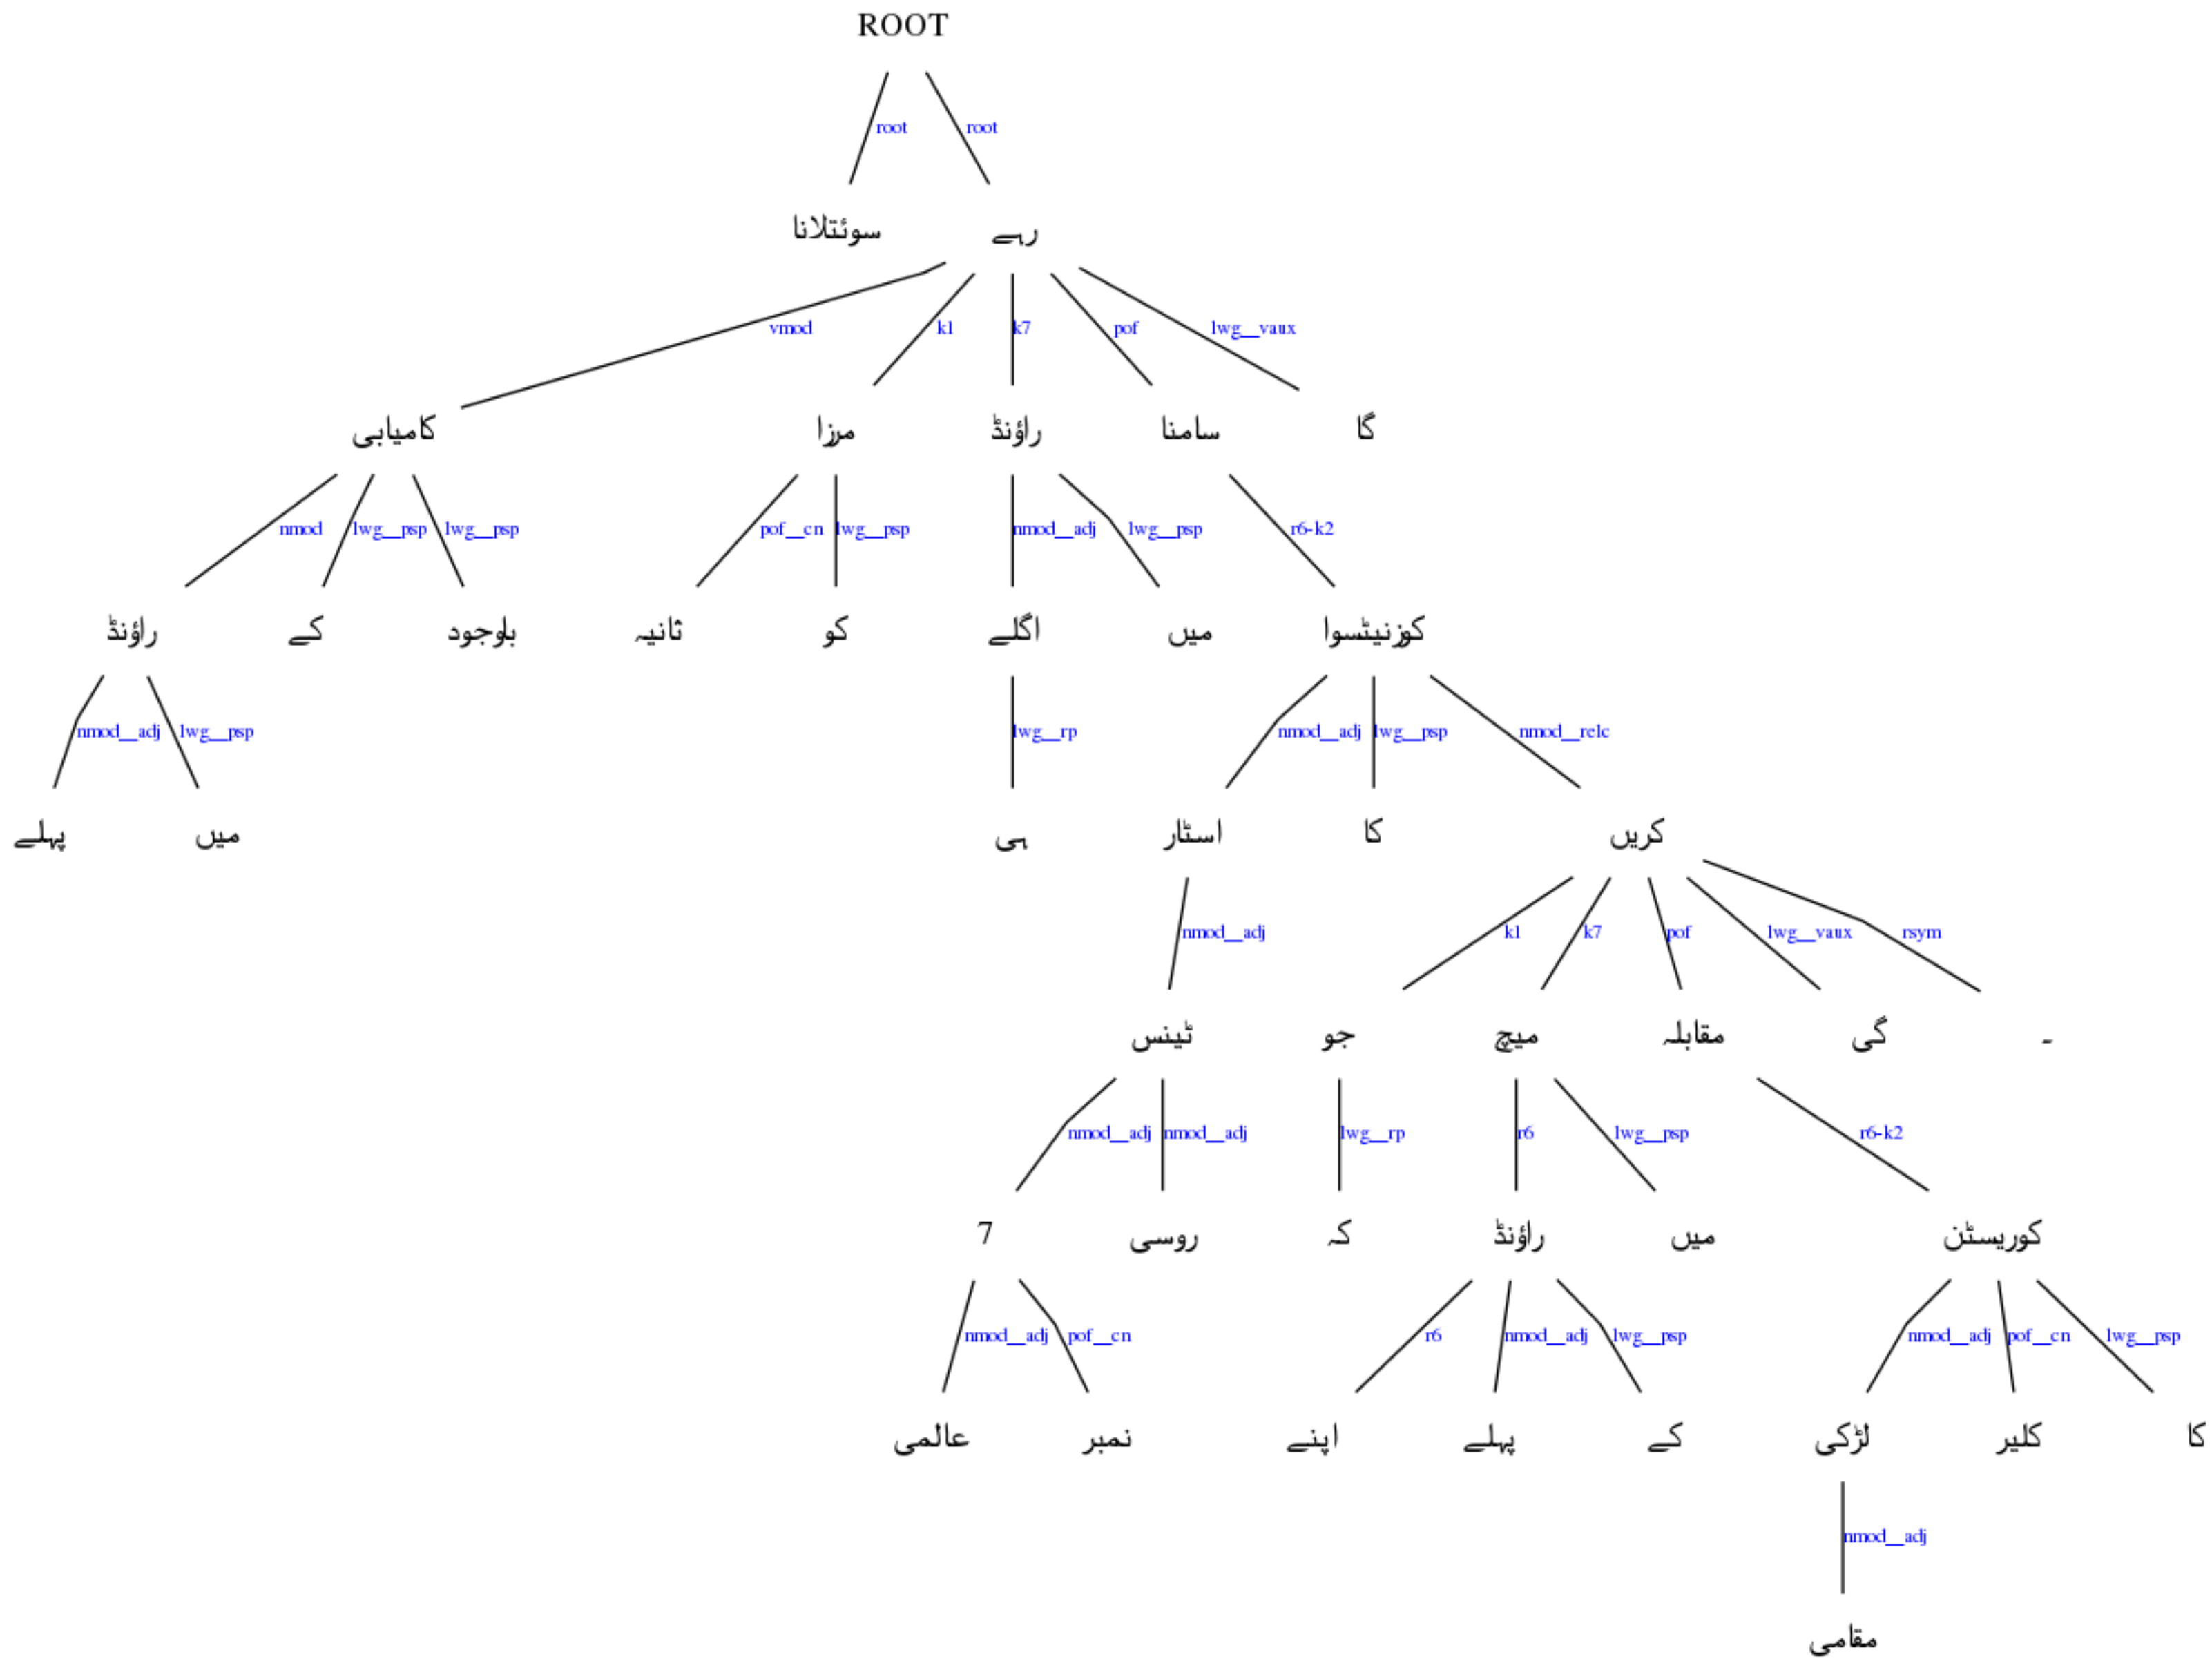 ROOT
root root
سوئتلانا رہے
vmod k1 k7 pof lwg__vaux
کامیابی مرزا راؤنڈ سامنا گا
nmod lwg__psp lwg__psp pof__cn lwg__psp nmod__adj lwg__psp r6-k2
راؤنڈ کے باوجود ثانیہ کو اگلے میں کوزنیٹسوا
nmod__adj lwg__psp lwg__rp nmod__adj lwg__psp nmod__relc
پہلے میں ہی اسٹار کا کریں
nmod__adj k1 k7 pof lwg__vaux rsym
ٹینس جو میچ مقابلہ گی ۔
nmod__adj nmod__adj lwg__rp r6 lwg__psp r6-k2
7 روسی کہ راؤنڈ میں کوریسٹن
nmod__adj pof__cn r6 nmod__adj lwg__psp nmod__adj pof__cn lwg__psp
عالمی نمبر اپنے پہلے کے لڑکی کلیر کا
nmod__adj
مقامی